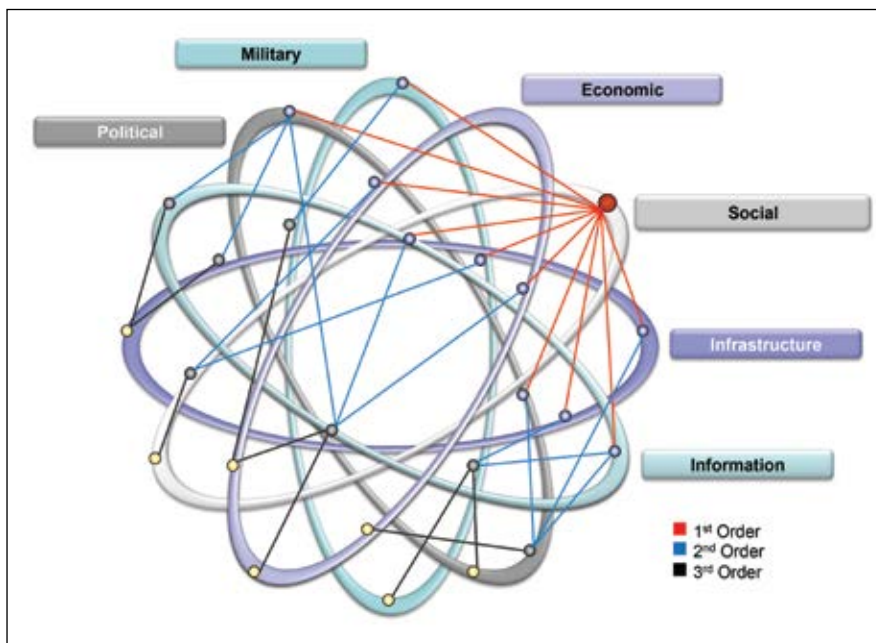 Military
Economic
Political
Social
Infrastructure
Information
1st Order
2nd Order
3rd Order